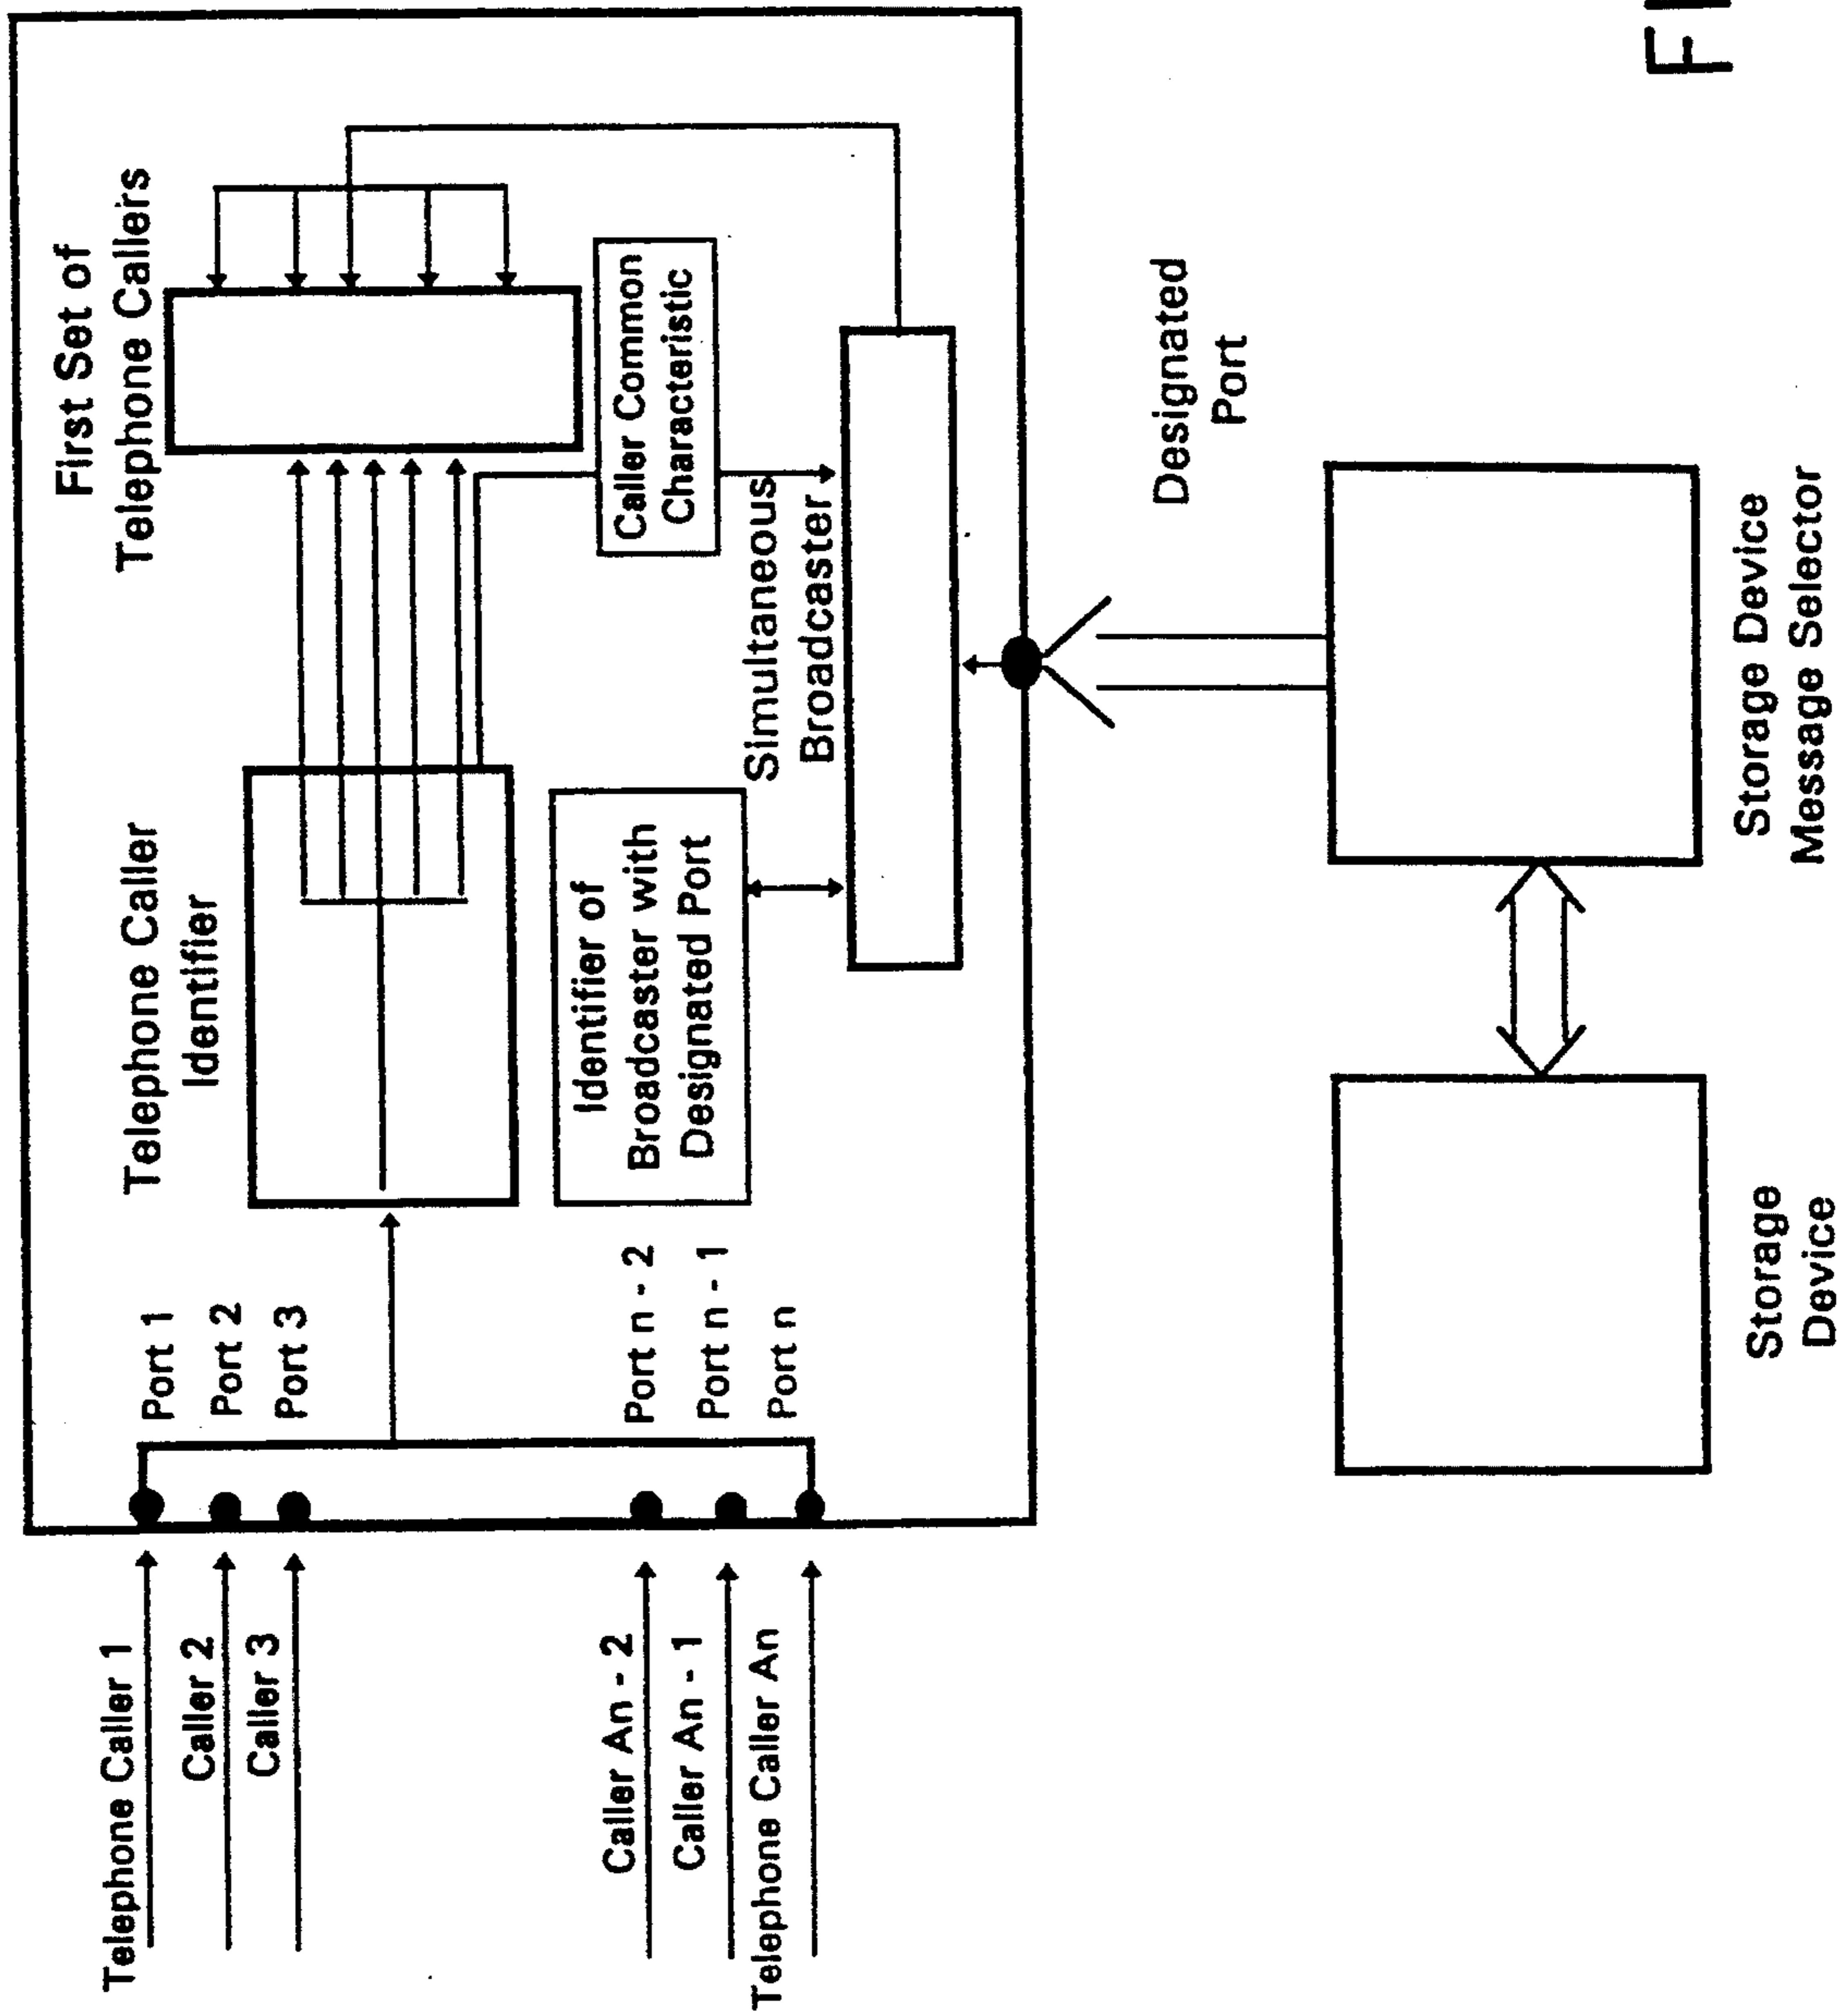 First Set of
Telephone Callers
Telephone Caller
Identifier
Port 1
Port 2
Port 3
Port n - 2
Port n - 1
Port n
Telephone Caller 1
Caller 2
Caller 3
Caller An - 2
Caller An - 1
Telephone Caller An
Identifier of
Broadcaster with
Designated Port
Caller Common
Characteristic
Simultaneous
Broadcaster
Designated
Port
Storage
Device
Storage Device
Message Selector